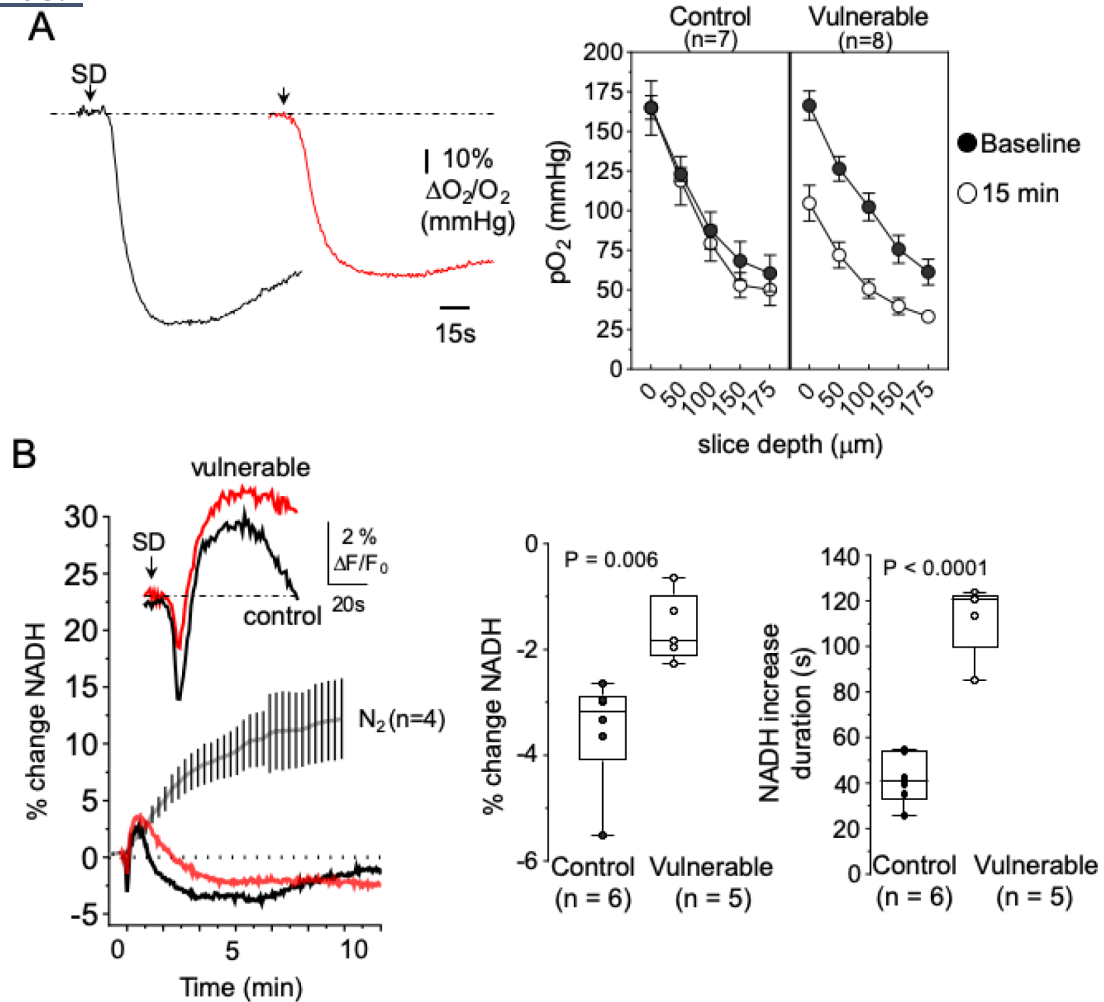 A
SD
10%
ΔO2/O2
(mmHg)
15s
Control
(n=7)
Vulnerable
(n=8)
200
175
150
125
100
75
50
25
0
pO2 (mmHg)
0
50
100
150
175
0
50
100
150
175
slice depth (μm)
Baseline
15 min
B
vulnerable
SD
2 %
ΔF/F0
20s
control
30
25
20
15
10
5
0
-5
% change NADH
N2 (n=4)
0
5
10
Time (min)
0
-2
-4
-6
% change NADH
P = 0.006
Control
(n = 6)
Vulnerable
(n = 5)
140
120
100
80
60
40
20
0
NADH increase
duration (s)
P < 0.0001
Control
(n = 6)
Vulnerable
(n = 5)